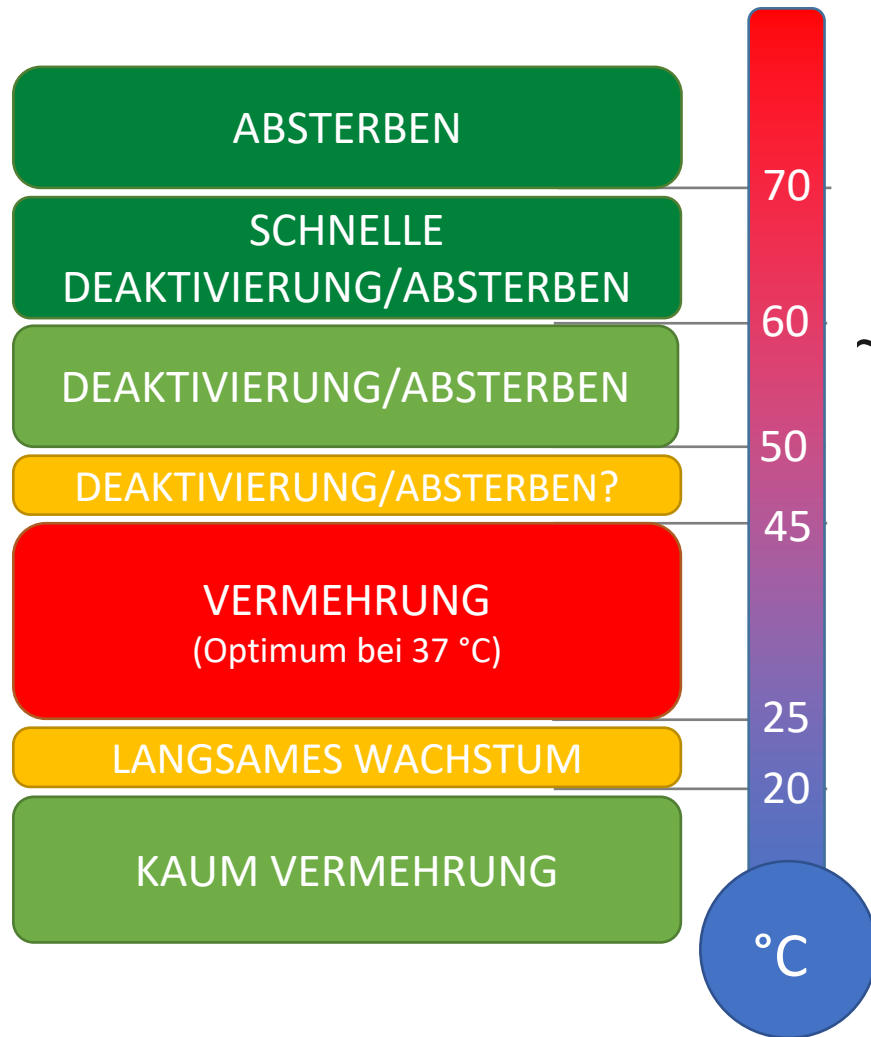 ABSTERBEN
70
SCHNELLE
DEAKTIVIERUNG/ABSTERBEN
60
~
DEAKTIVIERUNG/ABSTERBEN
50
DEAKTIVIERUNG/ABSTERBEN?
45
VERMEHRUNG
(Optimum bei 37 °C)
25
LANGSAMES WACHSTUM
20
KAUM VERMEHRUNG
°C